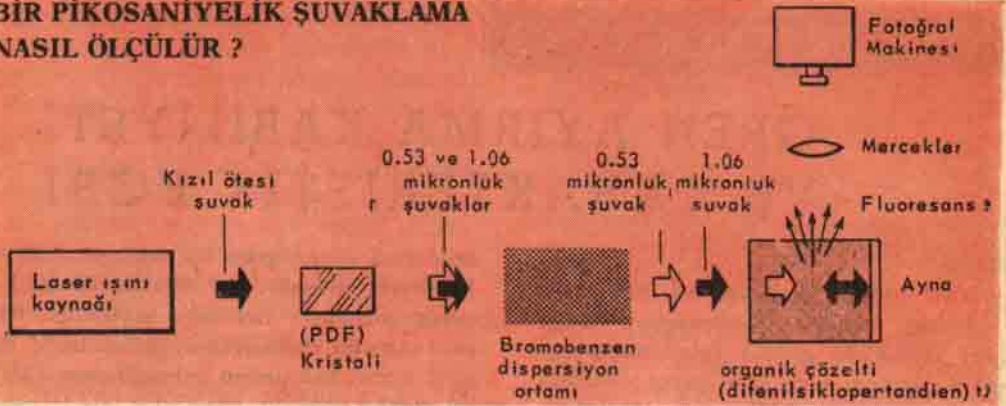 BİR PİKOSANİYELİK ŞUVAKLAMA
NASIL ÖLÇÜLÜR ?
Fotoğraf
Makinesi
Mercekler
Kızıl ötesi
şuvak
0.53 ve 1.06
mikronluk
şuvaklar
0.53
mikronluk
şuvak
1.06
mikronluk
şuvak
Fluoresans
Laser ışını
kaynağı
(PDF)
Kristali
Bromobenzen
dispersiyon
ortamı
Ayna
organik çözelti
(difenilsiklopertandien)